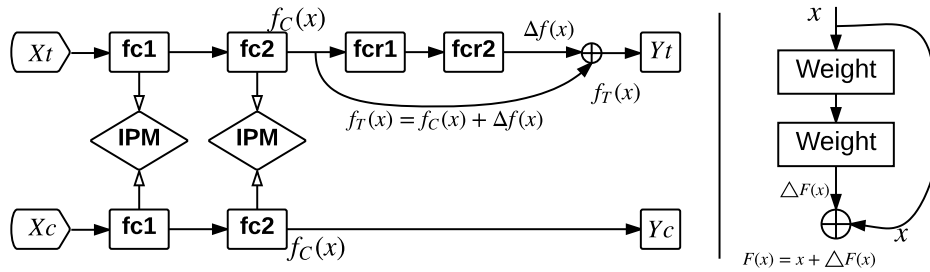 f_C(x)
Xt
fc1
fc2
fcr1
fcr2
Δf(x)
Yt
f_T(x)
f_T(x) = f_C(x) + Δf(x)
IPM
IPM
Xc
fc1
fc2
f_C(x)
Yc
x
Weight
Weight
△F(x)
x
F(x) = x + △F(x)